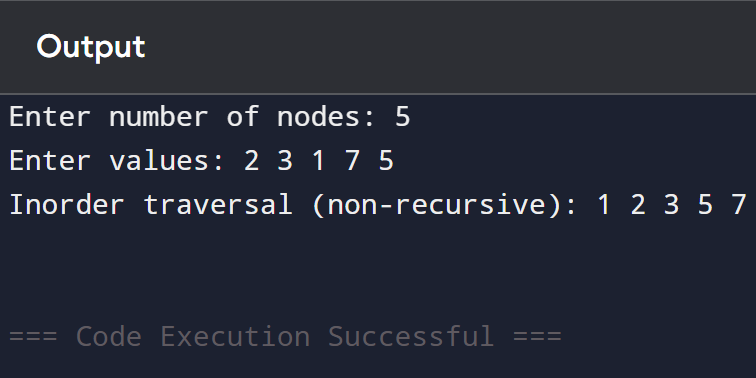 Output
Enter number of nodes: 5
Enter values: 2 3 1 7 5
Inorder traversal (non-recursive): 1 2 3 5 7
=== Code Execution Successful ===